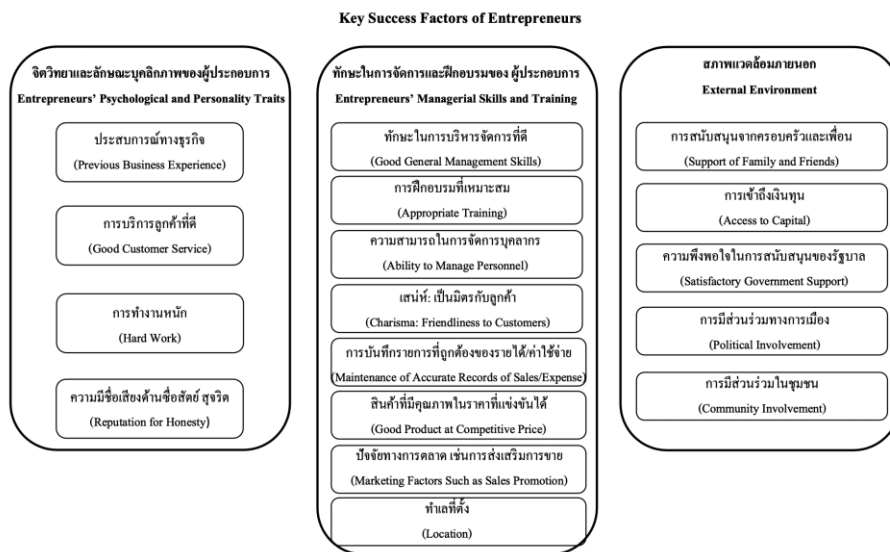 Key Success Factors of Entrepreneurs
จิตวิทยาและลักษณะบุคลิกภาพของผู้ประกอบการ
Entrepreneurs' Psychological and Personality Traits
ประสบการณ์ทางธุรกิจ
(Previous Business Experience)
การบริการลูกค้าที่ดี
(Good Customer Service)
การทำงานหนัก
(Hard Work)
ความมีชื่อเสียงด้านซื่อสัตย์ สุจริต
(Reputation for Honesty)
ทักษะในการจัดการและฝึกอบรมของ ผู้ประกอบการ
Entrepreneurs' Managerial Skills and Training
ทักษะในการบริหารจัดการที่ดี
(Good General Management Skills)
การฝึกอบรมที่เหมาะสม
(Appropriate Training)
ความสามารถในการจัดการบุคลากร
(Ability to Manage Personnel)
เสน่ห์: เป็นมิตรกับลูกค้า
(Charisma: Friendliness to Customers)
การบันทึกรายการที่ถูกต้องของรายได้/ค่าใช้จ่าย
(Maintenance of Accurate Records of Sales/Expense)
สินค้าที่มีคุณภาพในราคาที่แข่งขันได้
(Good Product at Competitive Price)
ปัจจัยทางการตลาด เช่นการส่งเสริมการขาย
(Marketing Factors Such as Sales Promotion)
ทำเลที่ตั้ง
(Location)
สภาพแวดล้อมภายนอก
External Environment
การสนับสนุนจากครอบครัวและเพื่อน
(Support of Family and Friends)
การเข้าถึงเงินทุน
(Access to Capital)
ความพึงพอใจในการสนับสนุนของรัฐบาล
(Satisfactory Government Support)
การมีส่วนร่วมทางการเมือง
(Political Involvement)
การมีส่วนร่วมในชุมชน
(Community Involvement)